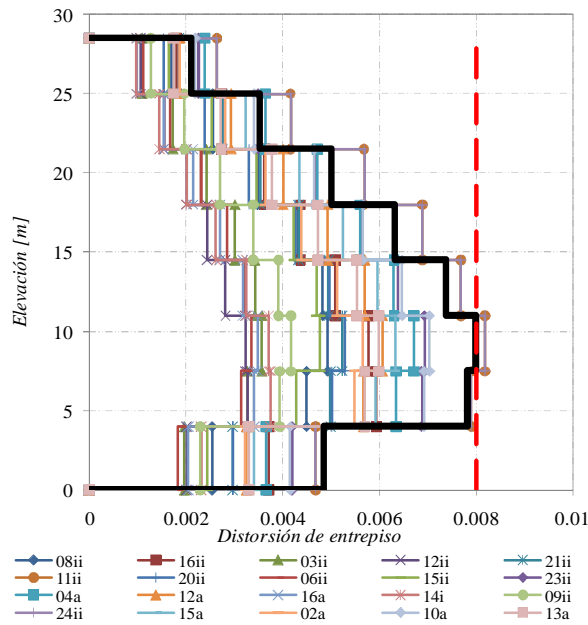 30
25
20
15
10
5
0
Elevación [m]
0 0.002 0.004 0.006 0.008 0.01
Distorsión de entrepiso
08ii 16ii 03ii 12ii 21ii
11ii 20ii 06ii 15ii 23ii
04a 12a 16a 14i 09ii
24ii 15a 02a 10a 13a